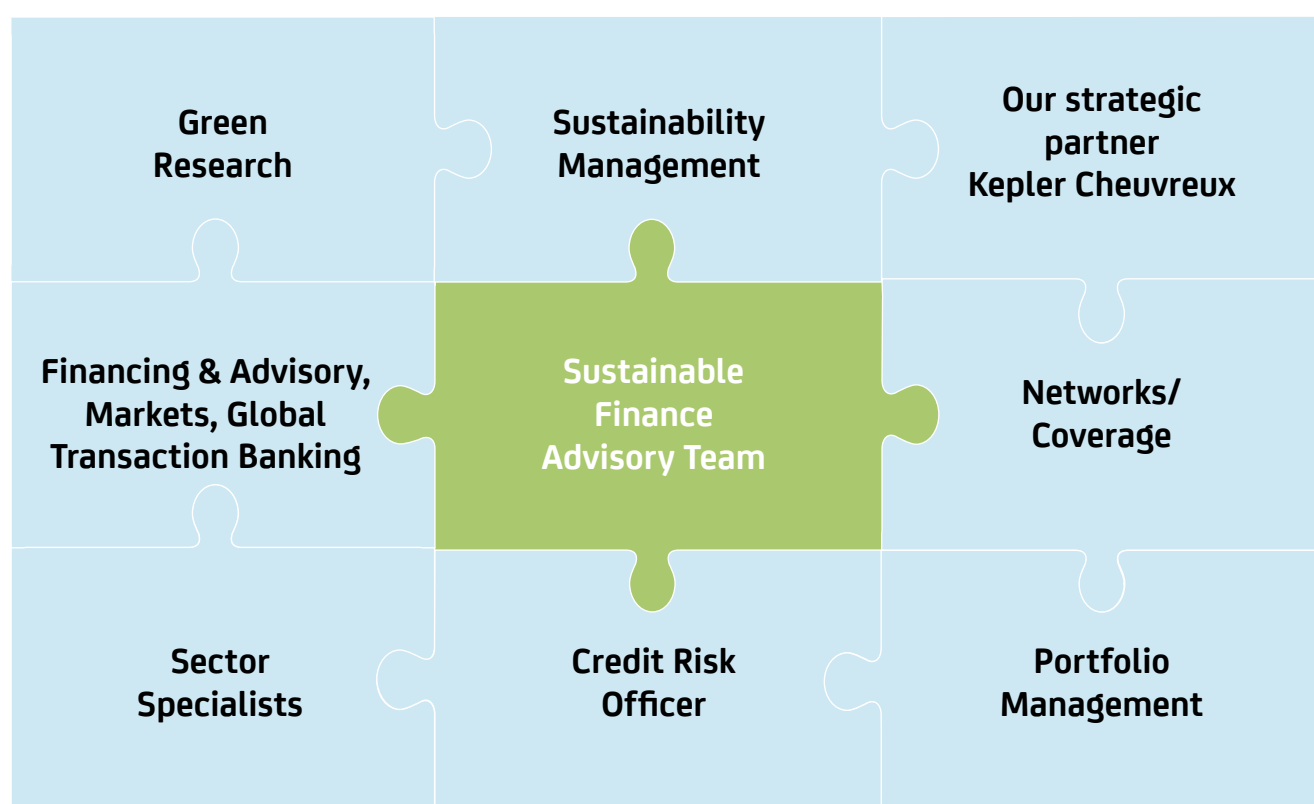 Green
Research
Sustainability
Management
Our strategic
partner
Kepler Cheuvreux
Financing & Advisory,
Markets, Global
Transaction Banking
Sustainable
Finance
Advisory Team
Networks/
Coverage
Sector
Specialists
Credit Risk
Officer
Portfolio
Management